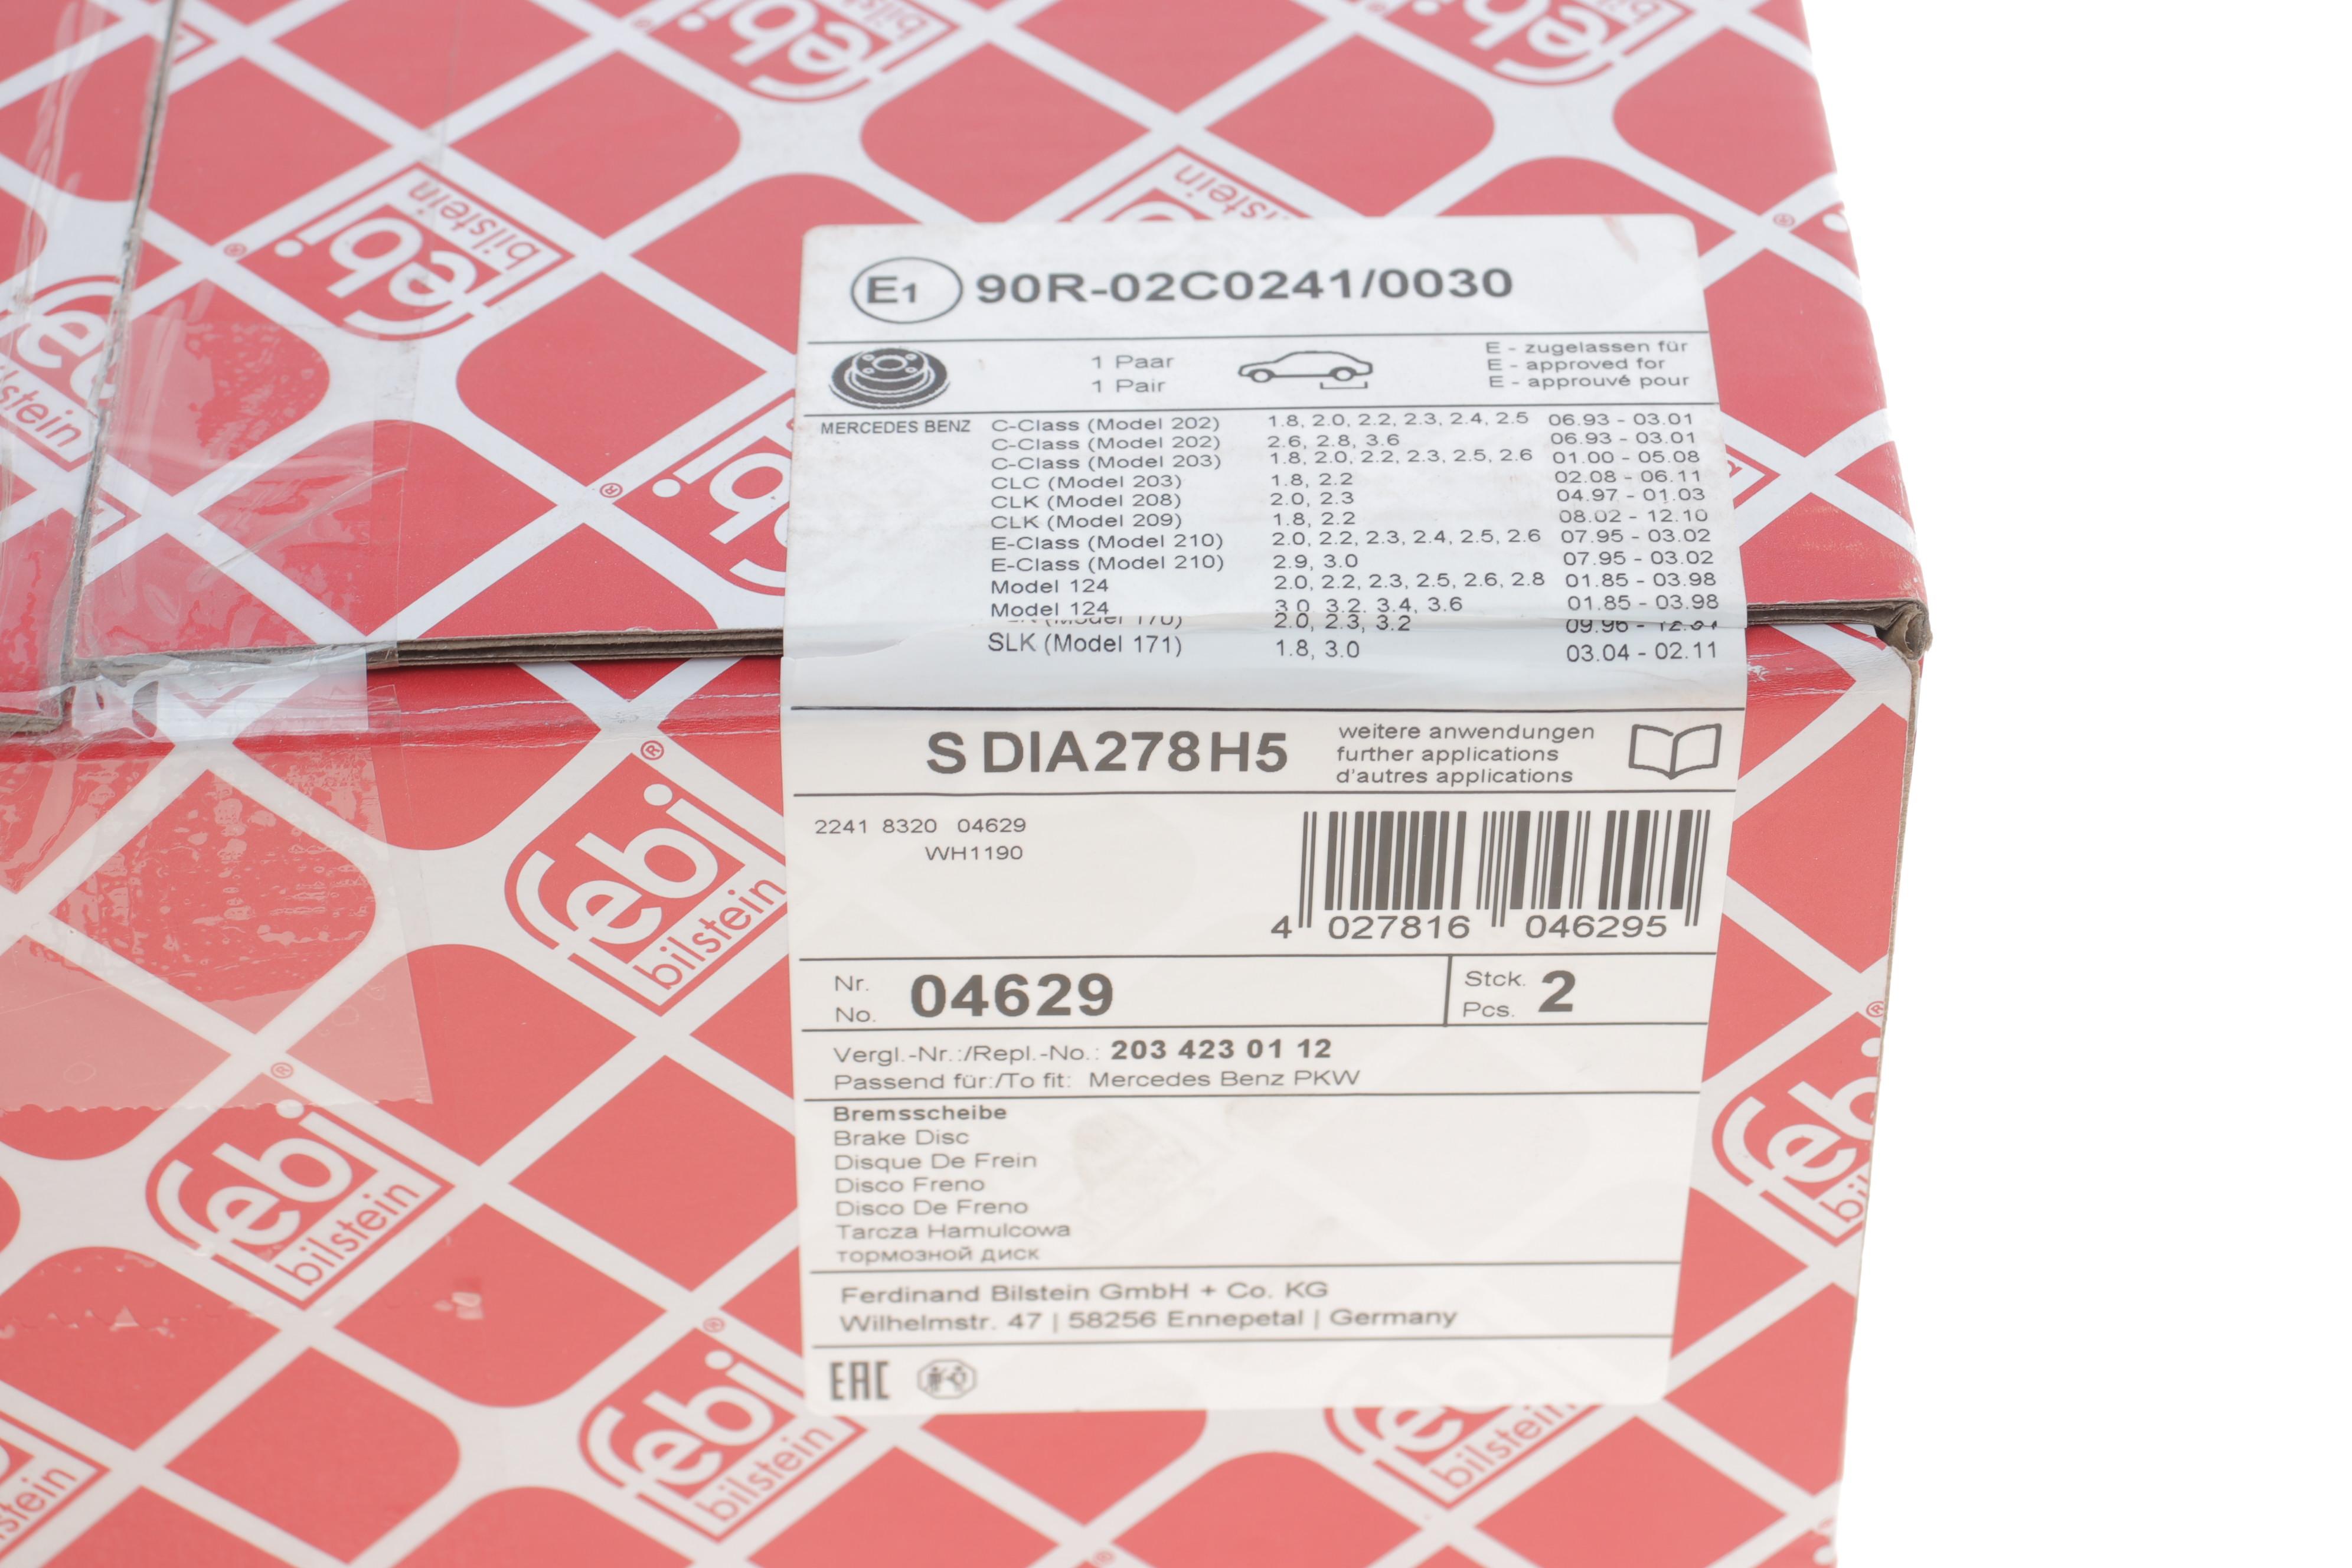 febi
bilstein
E1 90R-02C0241/0030
1 Paar
1 Pair
E - zugelassen für
E - approved for
E - approuvé pour
MERCEDES BENZ C-Class (Model 202) 1.8, 2.0, 2.2, 2.3, 2.4, 2.5 06.93 - 03.01
C-Class (Model 202) 2.6, 2.8, 3.6 06.93 - 03.01
C-Class (Model 203) 1.8, 2.0, 2.2, 2.3, 2.5, 2.6 01.00 - 05.08
CLC (Model 203) 1.8, 2.2 02.08 - 06.11
CLK (Model 208) 2.0, 2.3 04.97 - 01.03
CLK (Model 209) 1.8, 2.2 08.02 - 12.10
E-Class (Model 210) 2.0, 2.2, 2.3, 2.4, 2.5, 2.6 07.95 - 03.02
E-Class (Model 210) 2.9, 3.0 07.95 - 03.02
Model 124 2.0, 2.2, 2.3, 2.5, 2.6, 2.8 01.85 - 03.98
Model 124 3.0, 3.2, 3.4, 3.6 01.85 - 03.98
(Model 170) 2.0, 2.3, 3.2
SLK (Model 171) 1.8, 3.0 03.04 - 02.11
S DIA278H5
weitere anwendungen
further applications
d'autres applications
2241 8320 04629
WH1190
4 027816 046295
Nr.
No. 04629
Stck.
Pcs. 2
Vergl.-Nr.:/Repl.-No.: 203 423 01 12
Passend für:/To fit: Mercedes Benz PKW
Bremsscheibe
Brake Disc
Disque De Frein
Disco Freno
Disco De Freno
Tarcza Hamulcowa
тормозной диск
Ferdinand Bilstein GmbH + Co. KG
Wilhelmstr. 47 | 58256 Ennepetal | Germany
EAC
febi
bilstein
febi
bilstein
febi
bilstein